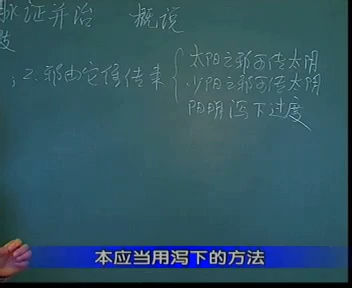 脉证并治 概说
；2.邪由它经传来
太阳之邪可传太阴
少阳之邪可传太阴
阳明泻下过度
本应当用泻下的方法